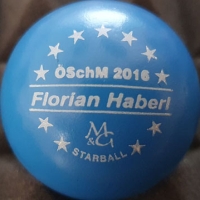 ÖSchM 2016
Florian Haberl
M&G
STARBALL